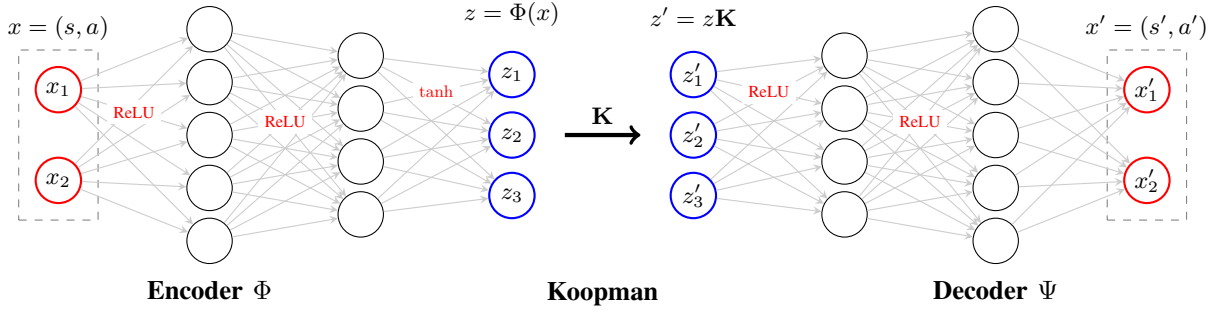 x = (s, a)
z = Φ(x)
z′ = z𝐊
x′ = (s′, a′)
x₁
x₂
ReLU
ReLU
tanh
z₁
z₂
z₃
𝐊
z′₁
z′₂
z′₃
ReLU
ReLU
x′₁
x′₂
Encoder Φ
Koopman
Decoder Ψ